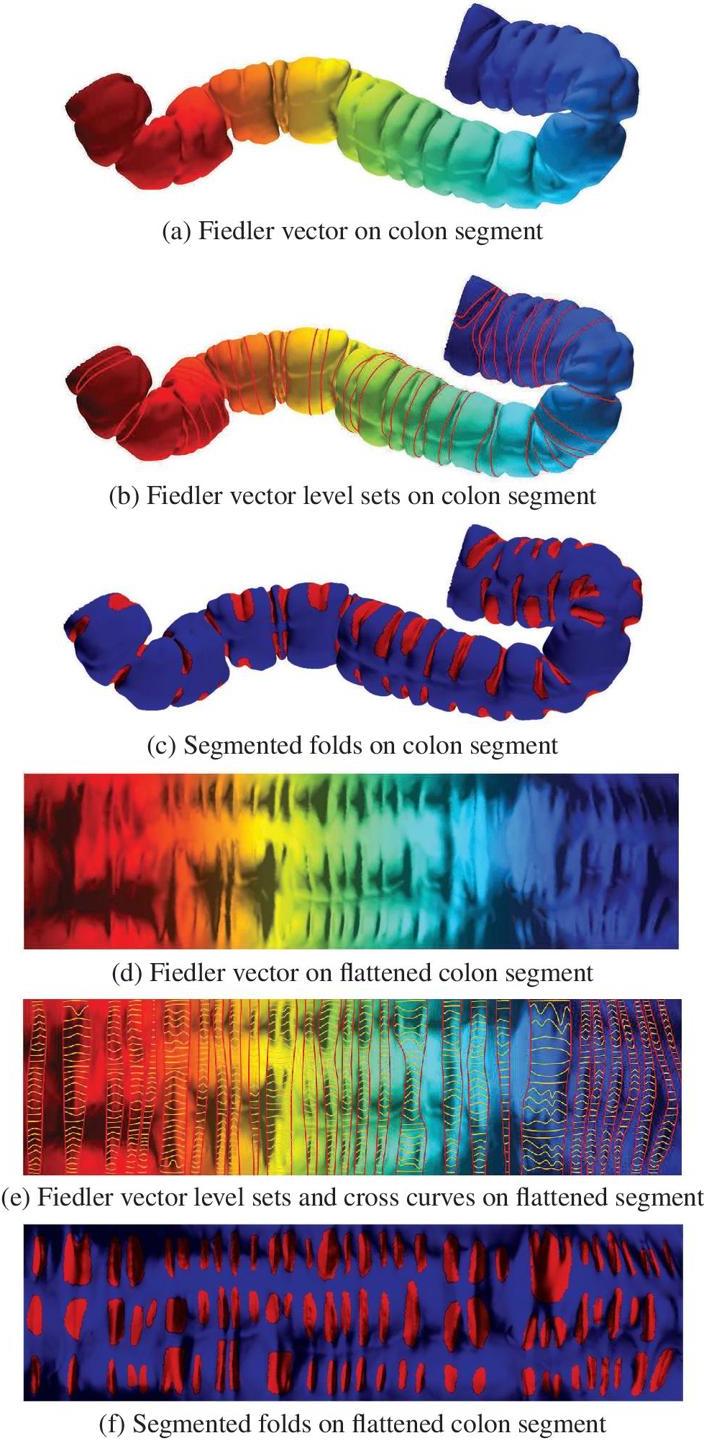 (a) Fiedler vector on colon segment
(b) Fiedler vector level sets on colon segment
(c) Segmented folds on colon segment
(d) Fiedler vector on flattened colon segment
(e) Fiedler vector level sets and cross curves on flattened segment
(f) Segmented folds on flattened colon segment